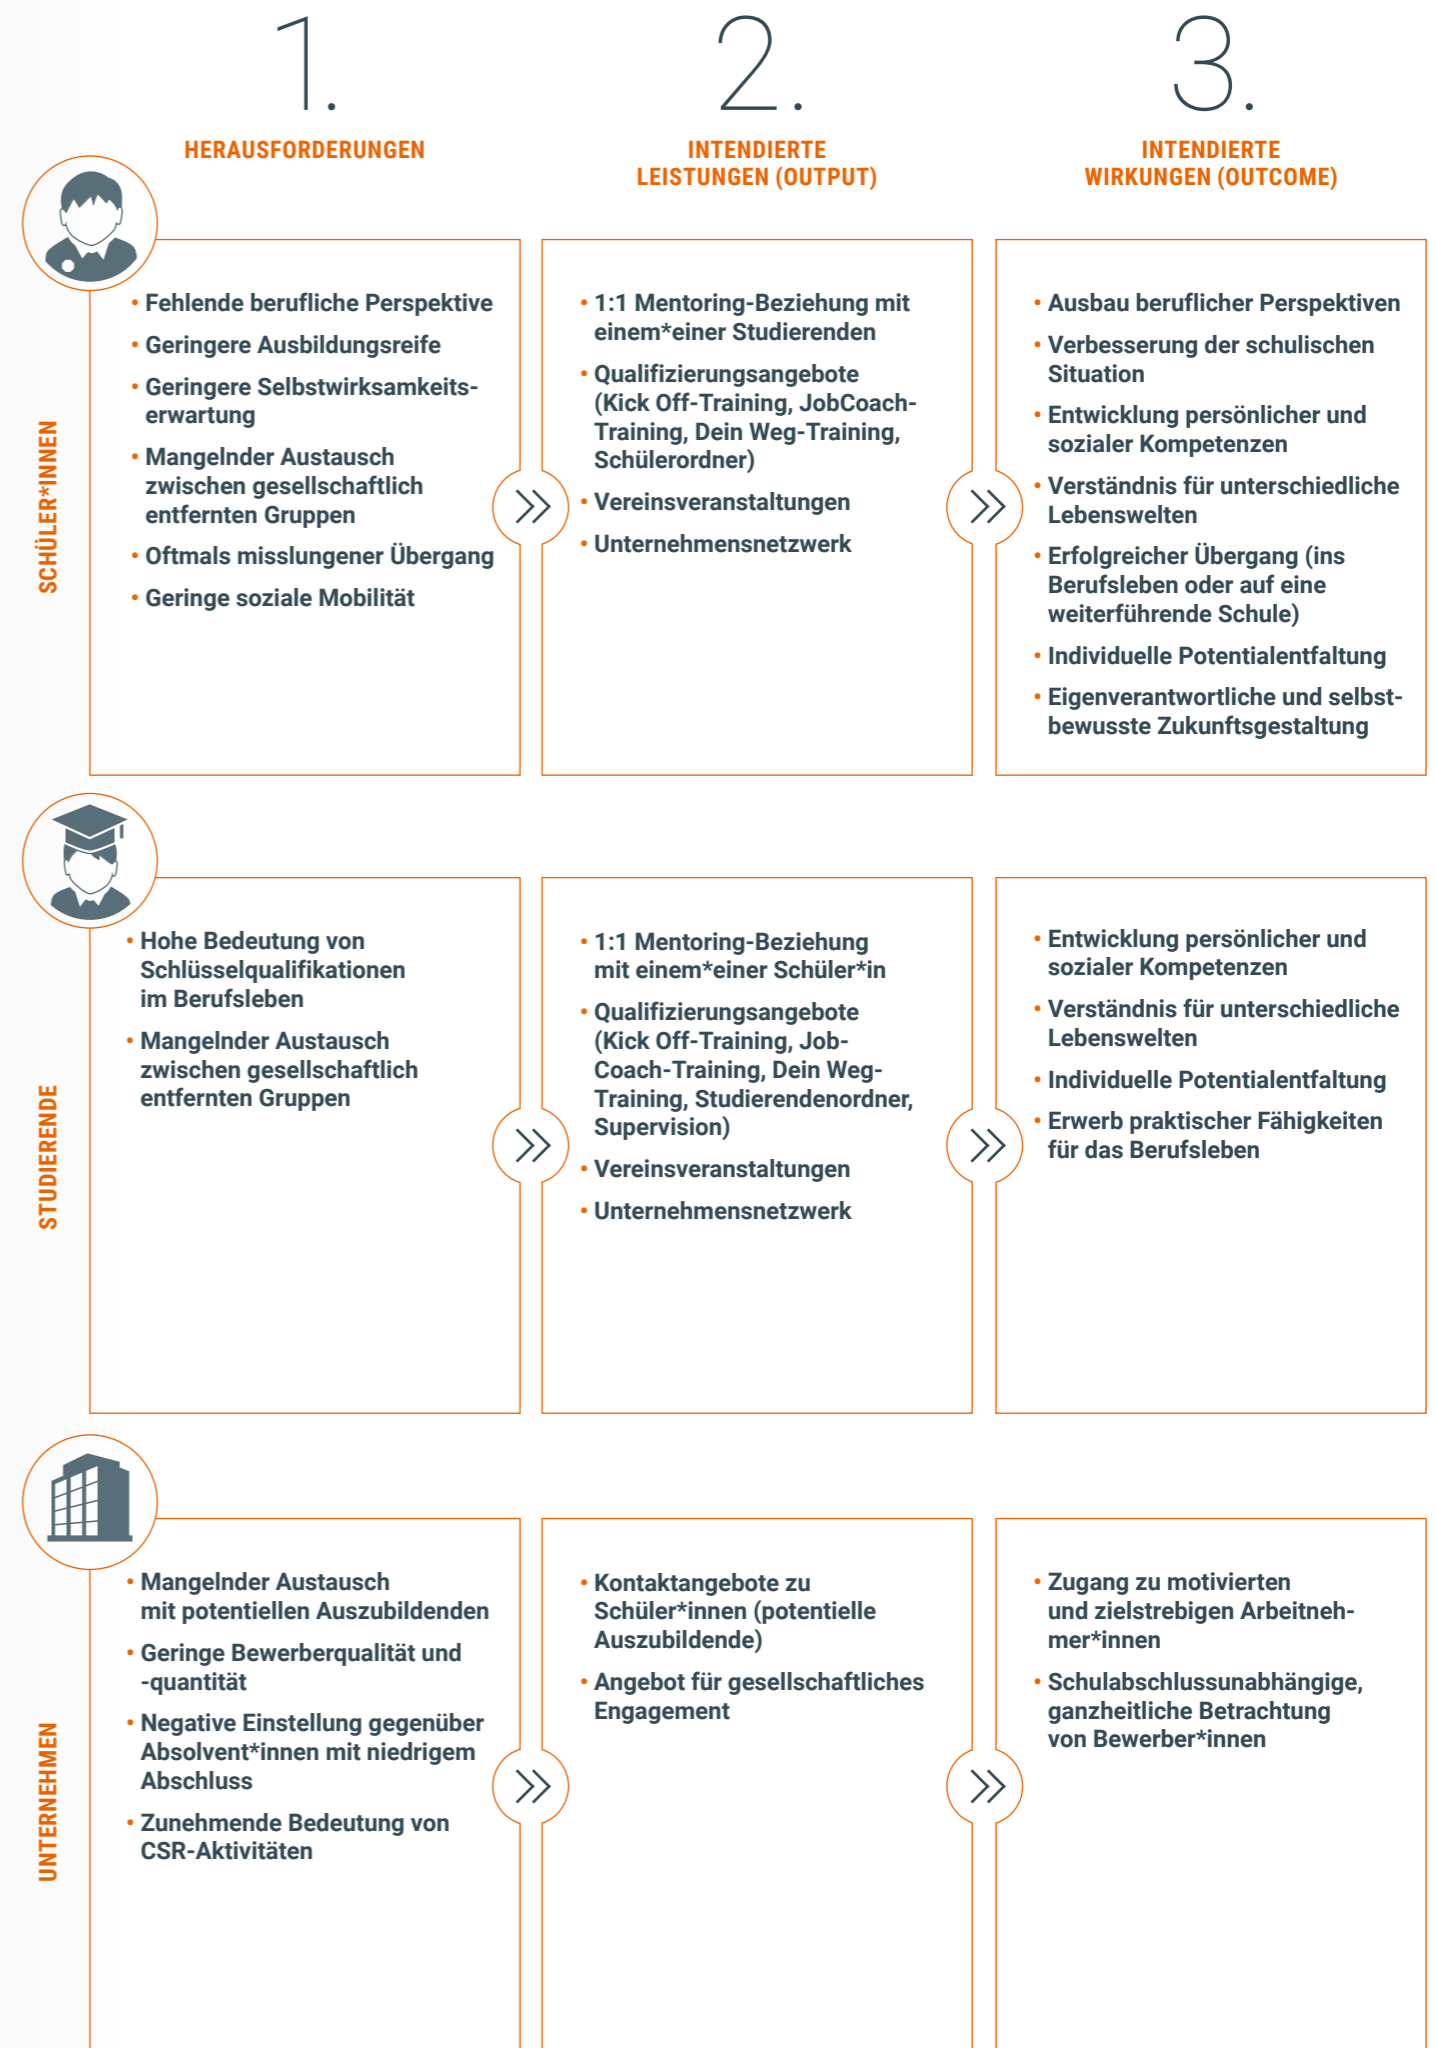 1.
2.
3.
HERAUSFORDERUNGEN
INTENDIERTE
LEISTUNGEN (OUTPUT)
INTENDIERTE
WIRKUNGEN (OUTCOME)
SCHÜLER*INNEN
• Fehlende berufliche Perspektive
• Geringere Ausbildungsreife
• Geringere Selbstwirksamkeits-
erwartung
• Mangelnder Austausch
zwischen gesellschaftlich
entfernten Gruppen
• Oftmals misslungener Übergang
• Geringe soziale Mobilität
• 1:1 Mentoring-Beziehung mit
einem*einer Studierenden
• Qualifizierungsangebote
(Kick Off-Training, JobCoach-
Training, Dein Weg-Training,
Schülerordner)
• Vereinsveranstaltungen
• Unternehmensnetzwerk
• Ausbau beruflicher Perspektiven
• Verbesserung der schulischen
Situation
• Entwicklung persönlicher und
sozialer Kompetenzen
• Verständnis für unterschiedliche
Lebenswelten
• Erfolgreicher Übergang (ins
Berufsleben oder auf eine
weiterführende Schule)
• Individuelle Potentialentfaltung
• Eigenverantwortliche und selbst-
bewusste Zukunftsgestaltung
STUDIERENDE
• Hohe Bedeutung von
Schlüsselqualifikationen
im Berufsleben
• Mangelnder Austausch
zwischen gesellschaftlich
entfernten Gruppen
• 1:1 Mentoring-Beziehung
mit einem*einer Schüler*in
• Qualifizierungsangebote
(Kick Off-Training, Job-
Coach-Training, Dein Weg-
Training, Studierendenordner,
Supervision)
• Vereinsveranstaltungen
• Unternehmensnetzwerk
• Entwicklung persönlicher und
sozialer Kompetenzen
• Verständnis für unterschiedliche
Lebenswelten
• Individuelle Potentialentfaltung
• Erwerb praktischer Fähigkeiten
für das Berufsleben
UNTERNEHMEN
• Mangelnder Austausch
mit potentiellen Auszubildenden
• Geringe Bewerberqualität und
-quantität
• Negative Einstellung gegenüber
Absolvent*innen mit niedrigem
Abschluss
• Zunehmende Bedeutung von
CSR-Aktivitäten
• Kontaktangebote zu
Schüler*innen (potentielle
Auszubildende)
• Angebot für gesellschaftliches
Engagement
• Zugang zu motivierten
und zielstrebigen Arbeitneh-
mer*innen
• Schulabschlussunabhängige,
ganzheitliche Betrachtung
von Bewerber*innen